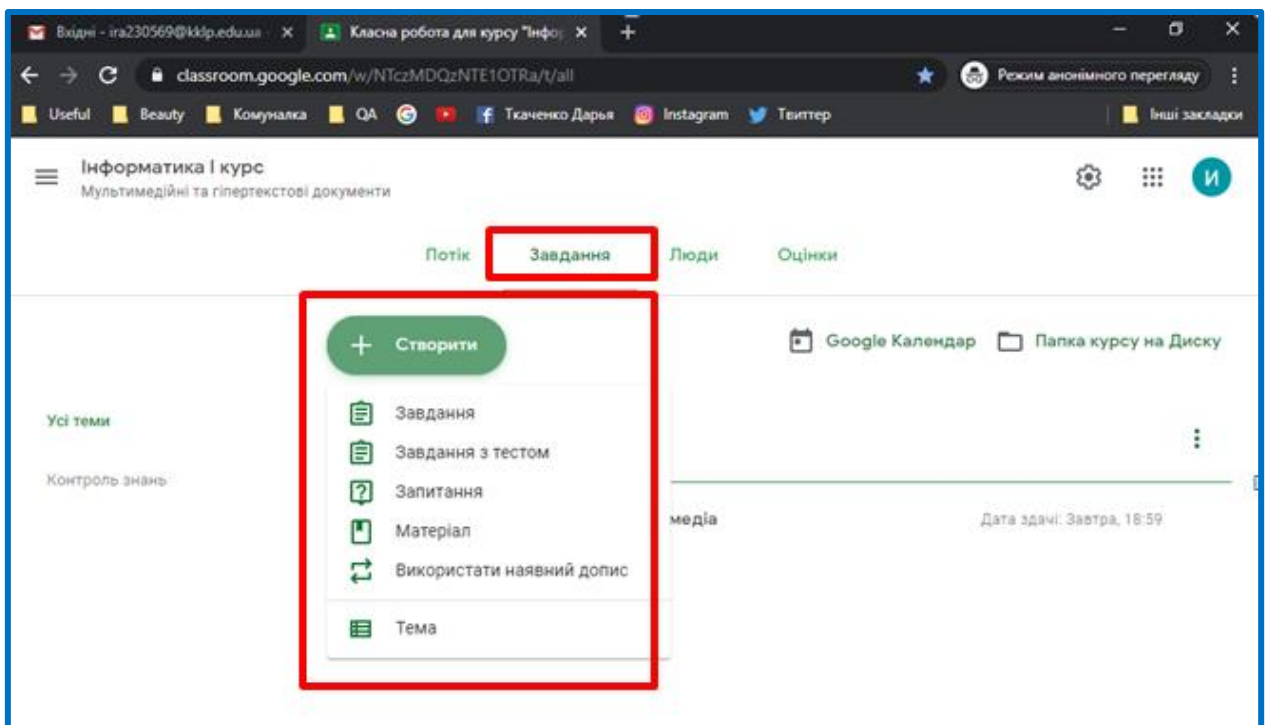 Вхідні - ira230569@kklp.edu.ua
Класна робота для курсу "Інфор
classroom.google.com/w/NTczMDQzNTE1OTRa/t/all
Режим анонімного перегляду
Useful Beauty Комуналка QA Ткаченко Дарья Instagram Твиттер Інші закладки
Інформатика І курс
Мультимедійні та гіпертекстові документи
И
Потік Завдання Люди Оцінки
Створити
Google Календар Папка курсу на Диску
Усі теми
Контроль знань
Завдання
Завдання з тестом
Запитання
Матеріал
Використати наявний допис
Тема
медіа Дата здачі: Завтра, 18:59